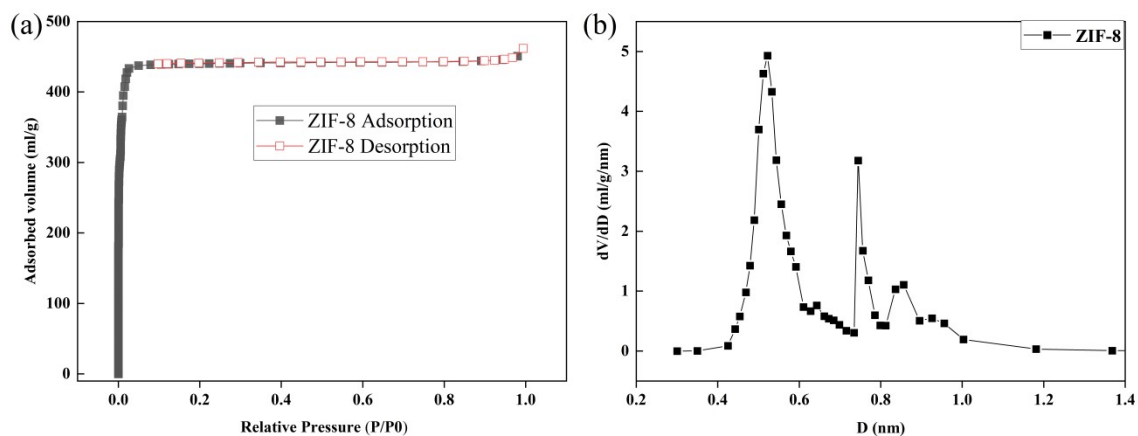 (a)
500
400
300
200
100
0
Adsorbed volume (ml/g)
ZIF-8 Adsorption
ZIF-8 Desorption
0.0 0.2 0.4 0.6 0.8 1.0
Relative Pressure (P/P0)
(b)
ZIF-8
5
4
3
2
1
0
dV/dD (ml/g/nm)
0.2 0.4 0.6 0.8 1.0 1.2 1.4
D (nm)